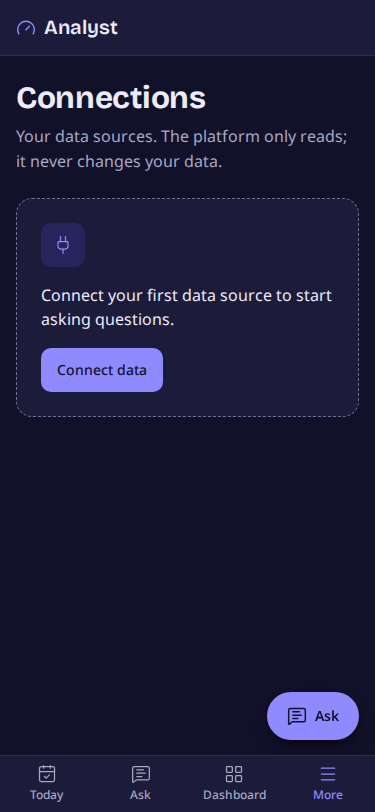 Analyst
Connections
Your data sources. The platform only reads;
it never changes your data.
Connect your first data source to start
asking questions.
Connect data
Ask
Today
Ask
Dashboard
More